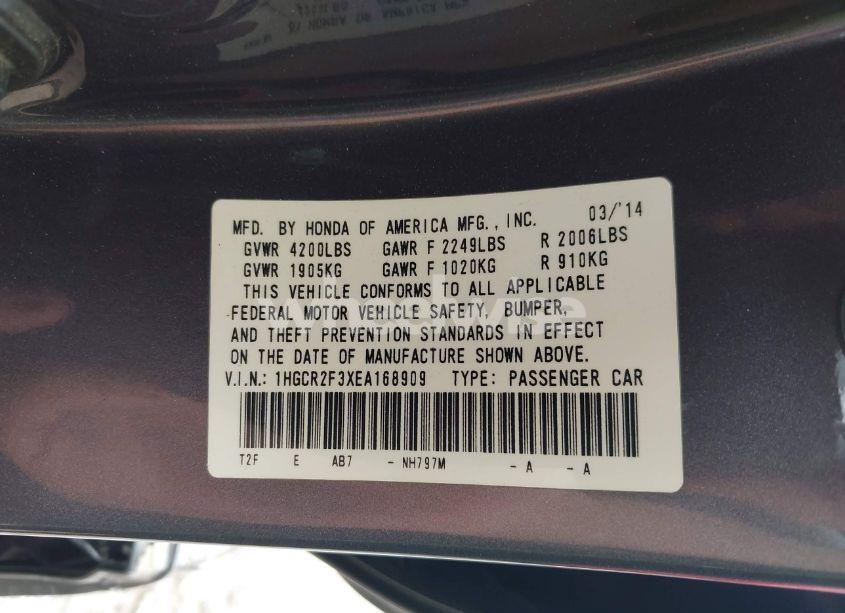 MFD. BY HONDA OF AMERICA MFG., INC. 03/'14
GVWR 4200LBS GAWR F 2249LBS R 2006LBS
GVWR 1905KG GAWR F 1020KG R 910KG
THIS VEHICLE CONFORMS TO ALL APPLICABLE
FEDERAL MOTOR VEHICLE SAFETY, BUMPER,
AND THEFT PREVENTION STANDARDS IN EFFECT
ON THE DATE OF MANUFACTURE SHOWN ABOVE.
V.I.N.: 1HGCR2F3XEA168909 TYPE: PASSENGER CAR
T2F E AB7 - NH797M - A - A